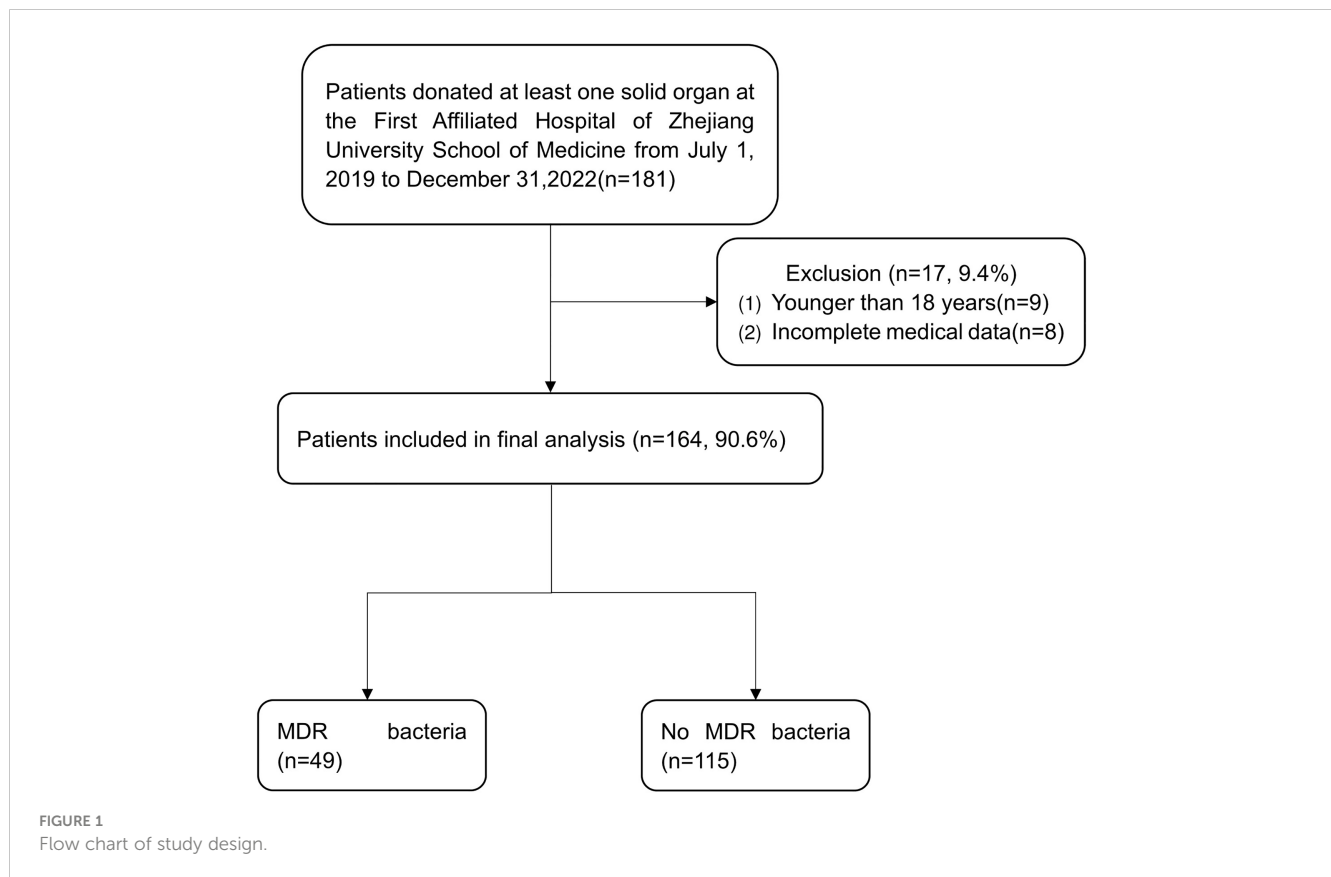 Patients donated at least one solid organ at
the First Affiliated Hospital of Zhejiang
University School of Medicine from July 1,
2019 to December 31,2022(n=181)
Exclusion (n=17, 9.4%)
(1) Younger than 18 years(n=9)
(2) Incomplete medical data(n=8)
Patients included in final analysis (n=164, 90.6%)
MDR bacteria
(n=49)
No MDR bacteria
(n=115)
FIGURE 1
Flow chart of study design.